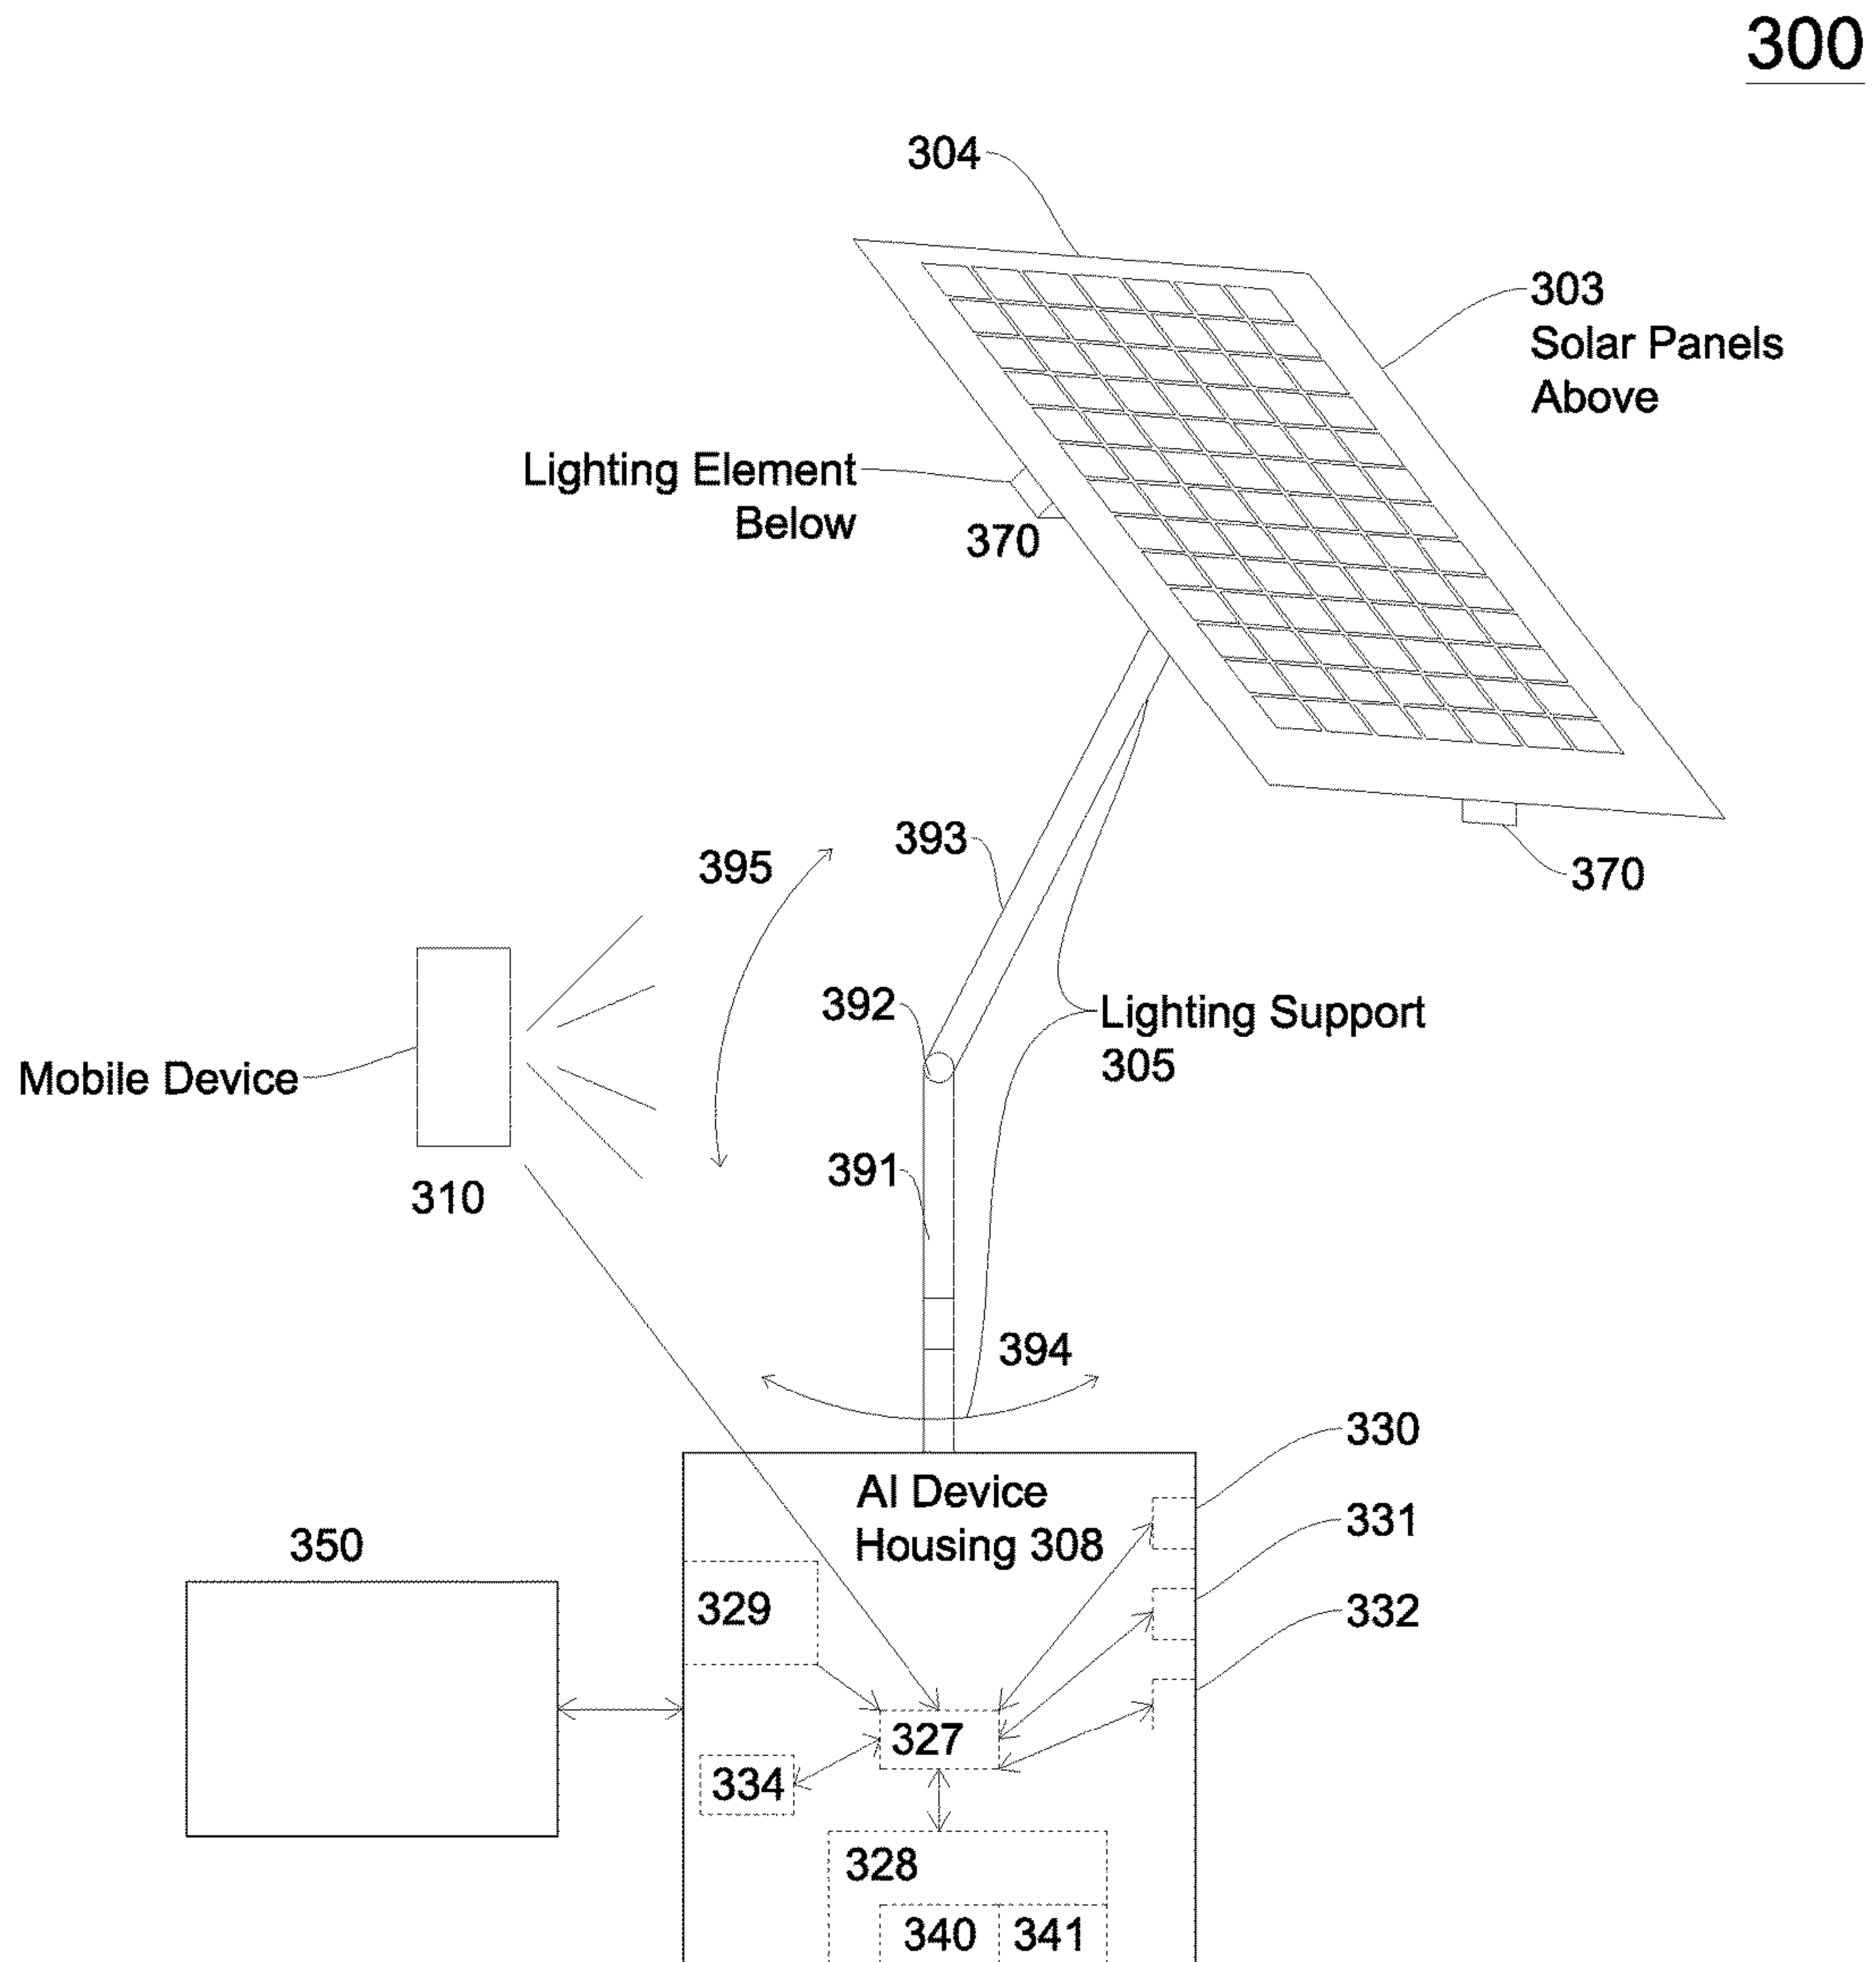 300
304
303
Solar Panels
Above
Lighting Element
Below
370
370
393
395
392
Lighting Support
305
Mobile Device
310
391
394
330
AI Device
Housing 308
331
350
329
332
327
334
328
340
341